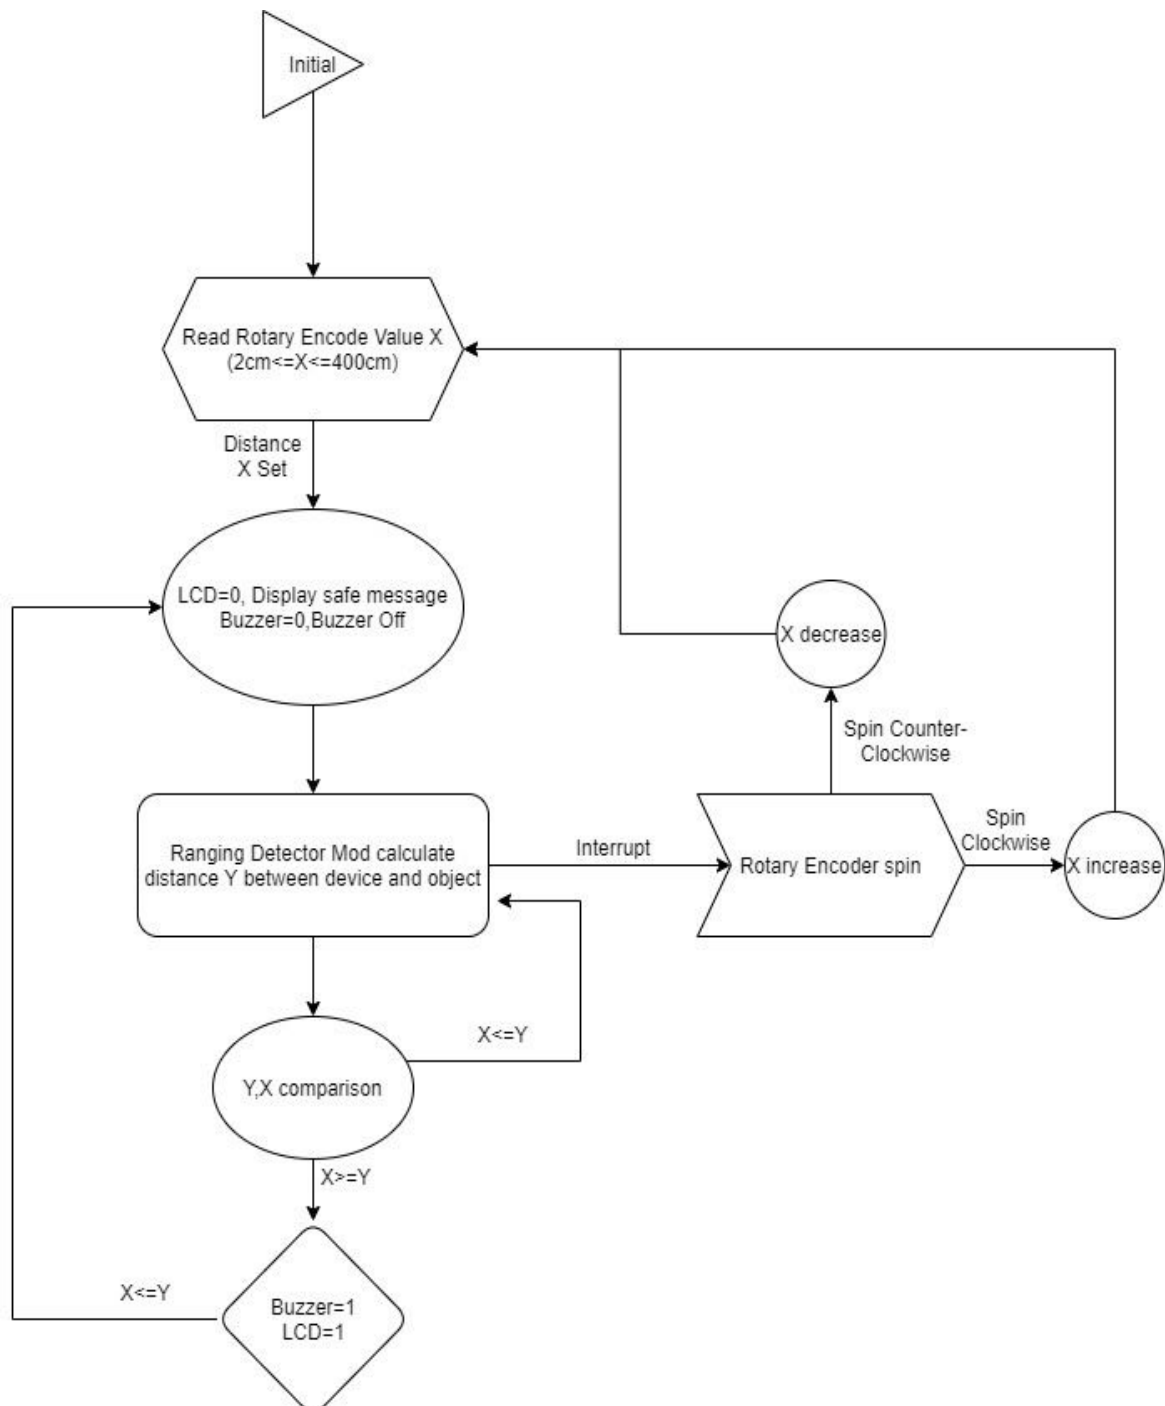 Initial
Read Rotary Encode Value X
(2cm<=X<=400cm)
Distance
X Set
LCD=0, Display safe message
Buzzer=0,Buzzer Off
X decrease
Spin Counter-
Clockwise
Ranging Detector Mod calculate
distance Y between device and object
Interrupt
Rotary Encoder spin
Spin
Clockwise
X increase
X<=Y
Y,X comparison
X>=Y
X<=Y
Buzzer=1
LCD=1